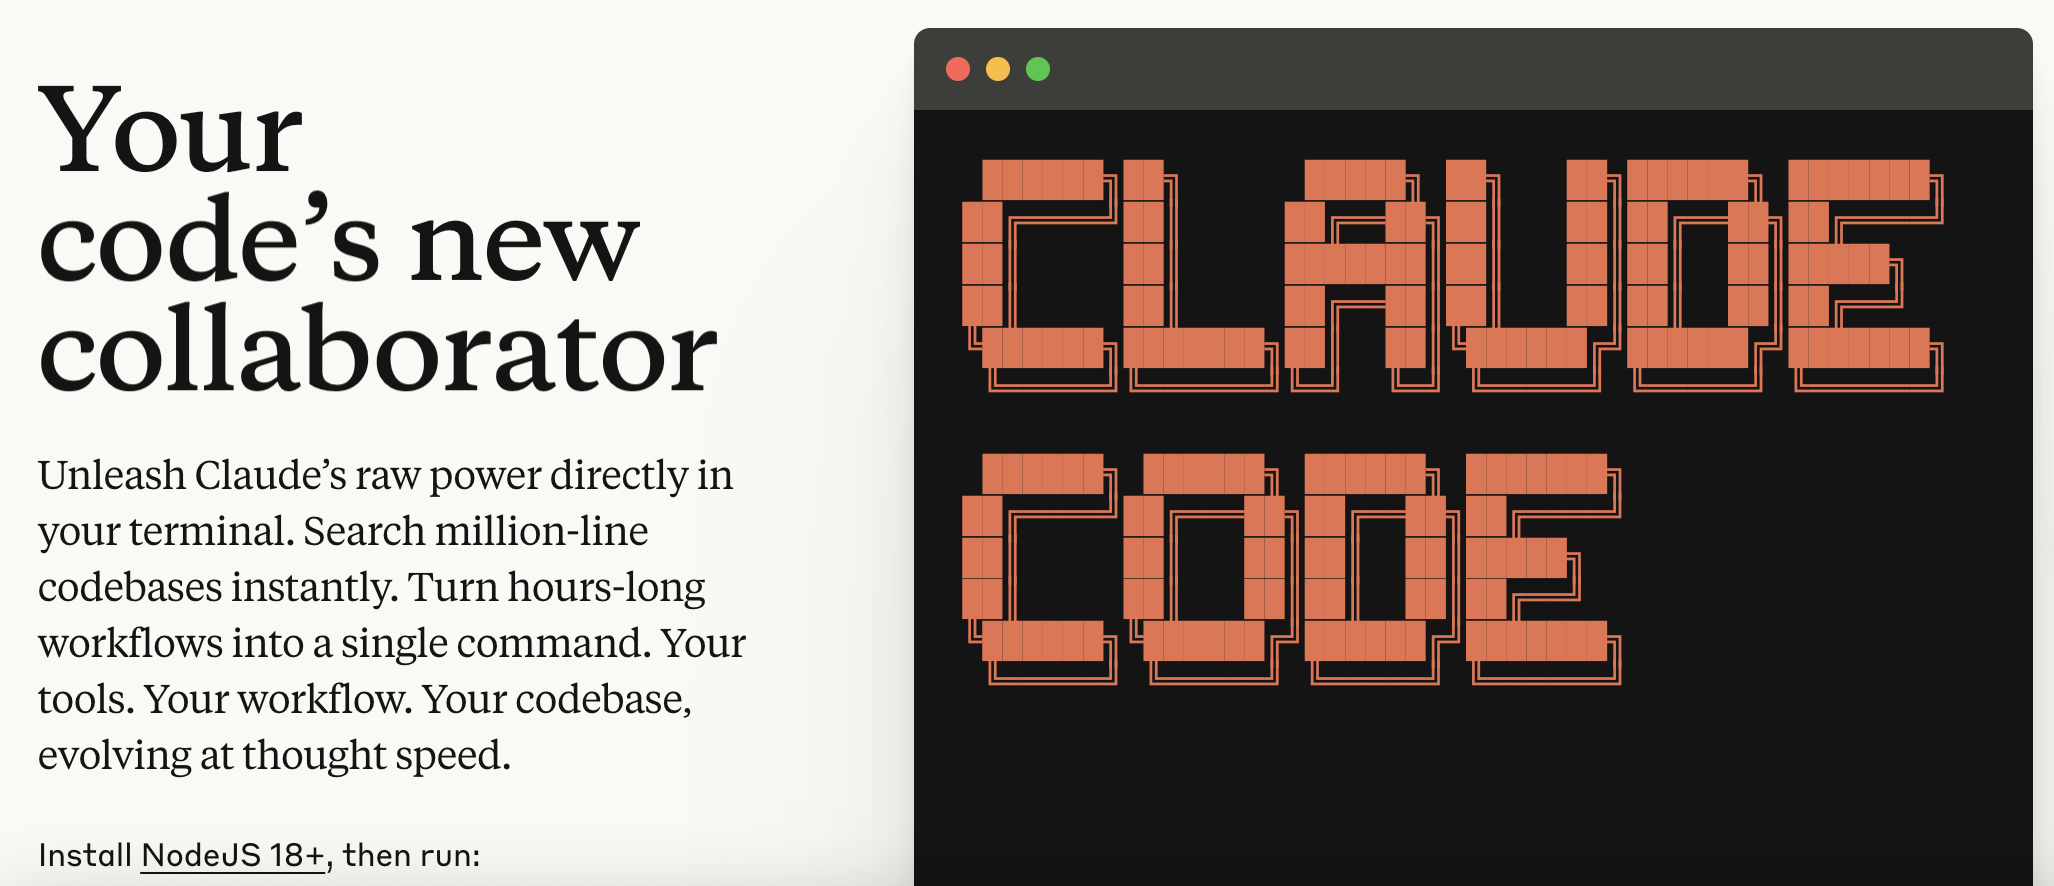 Your
code’s new
collaborator
Unleash Claude’s raw power directly in
your terminal. Search million-line
codebases instantly. Turn hours-long
workflows into a single command. Your
tools. Your workflow. Your codebase,
evolving at thought speed.
Install NodeJS 18+, then run:
CLAUDE
CODE